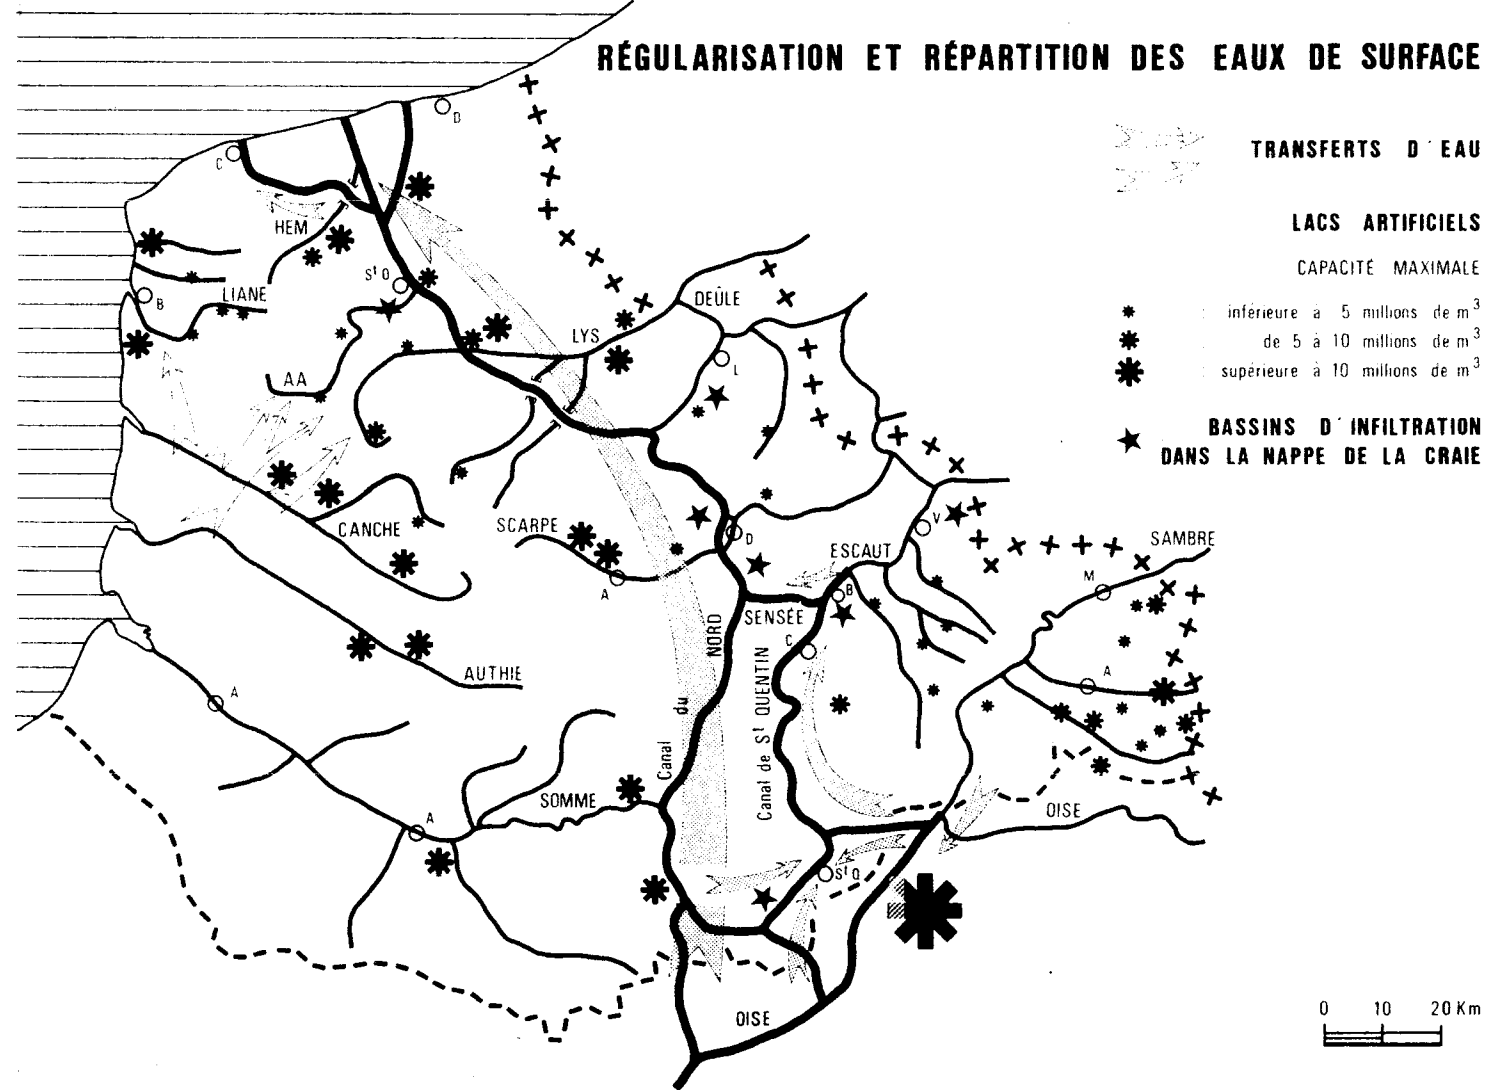 RÉGULARISATION ET RÉPARTITION DES EAUX DE SURFACE
TRANSFERTS D'EAU
LACS ARTIFICIELS
CAPACITÉ MAXIMALE
inférieure à 5 millions de m³
de 5 à 10 millions de m³
supérieure à 10 millions de m³
BASSINS D'INFILTRATION
DANS LA NAPPE DE LA CRAIE
D
C
HEM
Sᵗ O
B
LIANE
DEÛLE
LYS
L
AA
CANCHE
SCARPE
D
V
ESCAUT
SAMBRE
M
A
B
SENSÉE
C
AUTHIE
A
A
Canal du NORD
Canal de Sᵗ QUENTIN
SOMME
A
OISE
Sᵗ Q
OISE
0 10 20 Km